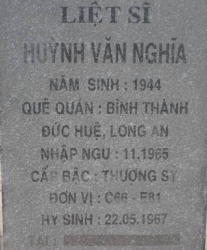 LIỆT SĨ
HUỲNH VĂN NGHĨA
NĂM SINH : 1944
QUÊ QUÁN : BÌNH THÀNH
ĐỨC HUỆ, LONG AN
NHẬP NGŨ : 11.1965
CẤP BẬC : THƯỢNG SỸ
ĐƠN VỊ : C66 - E81
HY SINH : 22.05.1967
TẠI :